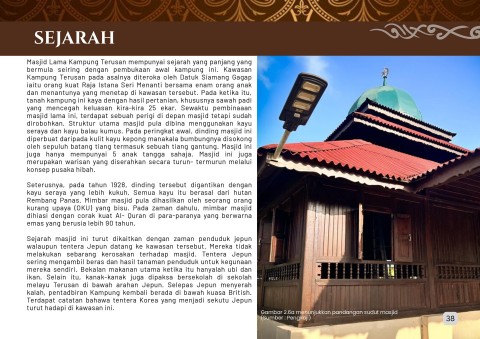 SEJARAH
Masjid Lama Kampung Terusan mempunyai sejarah yang panjang yang
bermula seiring dengan pembukaan awal kampung ini. Kawasan
Kampung Terusan pada asalnya diteroka oleh Datuk Siamang Gagap
iaitu orang kuat Raja Istana Seri Menanti bersama enam orang anak
dan menantunya yang menetap di kawasan tersebut. Pada ketika itu,
tanah kampung ini kaya dengan hasil pertanian, khususnya sawah padi
yang mencegah keluasan kira-kira 25 ekar. Sewaktu pembinaaan
masjid lama ini, terdapat sebuah perigi di depan masjid tetapi sudah
dirobohkan. Struktur utama masjid pula dibina menggunakan kayu
seraya dan kayu balau kumus. Pada peringkat awal, dinding masjid ini
diperbuat daripada kulit kayu kepong manakala bumbungnya disokong
oleh sepuluh batang tiang termasuk sebuah tiang gantung. Masjid ini
juga hanya mempunyai 5 anak tangga sahaja. Masjid ini juga
merupakan warisan yang diserahkan secara turun- termurun melalui
konsep pusaka hibah.
Seterusnya, pada tahun 1928, dinding tersebut digantikan dengan
kayu seraya yang lebih kukuh. Semua kayu itu berasal dari hutan
Rembang Panas. Mimbar masjid pula dihasilkan oleh seorang orang
kurang upaya (OKU) yang bisu. Pada zaman dahulu, mimbar masjid
dihiasi dengan corak kuat Al- Quran di para-paranya yang berwarna
emas yang berusia lebih 90 tahun.
Sejarah masjid ini turut dikaitkan dengan zaman penduduk jepun
walaupun tentera Jepun datang ke kawasan tersebut. Mereka tidak
melakukan sebarang kerosakan terhadap masjid. Tentera Jepun
sering mengambil beras dan hasil tanaman penduduk untuk kegunaan
mereka sendiri. Bekalan makanan utama ketika itu hanyalah ubi dan
ikan. Selain itu, kanak-kanak juga dipaksa bersekolah di sekolah
melayu Terusan di bawah arahan Jepun. Selepas Jepun menyerah
kalah, pentadbiran Kampung kembali berada di bawah kuasa British.
Terdapat catatan bahawa tentera Korea yang menjadi sekutu Jepun
turut hadapi di kawasan ini.
Gambar 2.6a menunjukkan pandangan sudut masjid
(Sumber : Pengkaji )
38